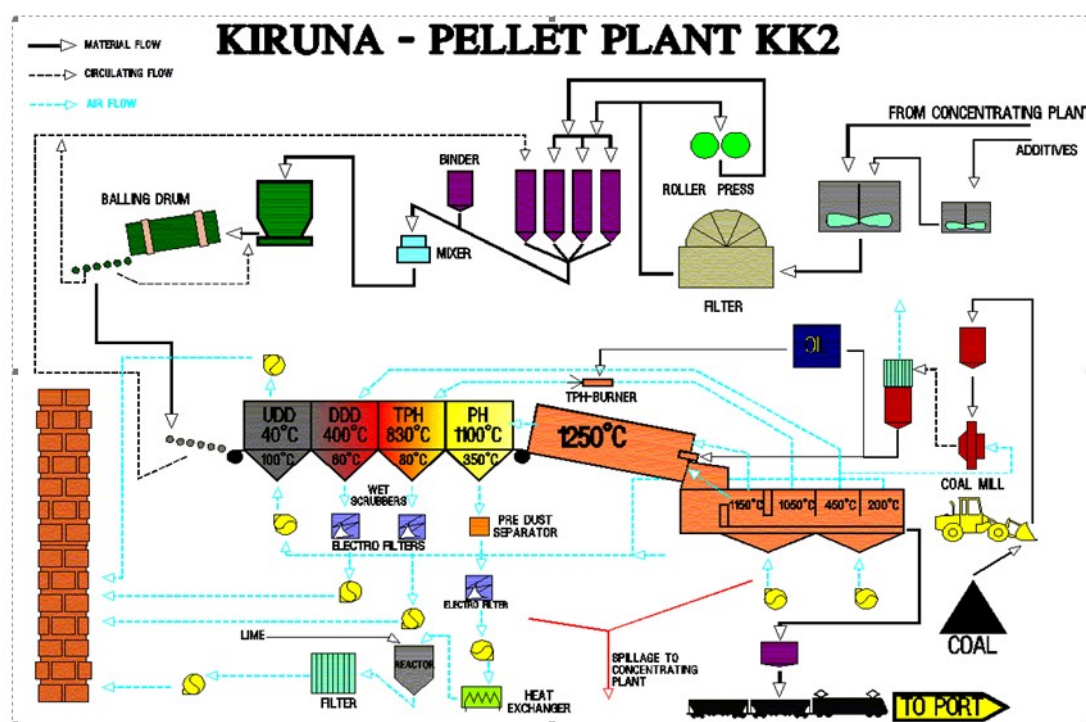 KIRUNA - PELLET PLANT KK2
MATERIAL FLOW
CIRCULATING FLOW
AIR FLOW
FROM CONCENTRATING PLANT
ADDITIVES
BINDER
ROLLER PRESS
BALLING DRUM
MIXER
FILTER
OIL
TPH-BURNER
UDD
40°C
100°C
DDD
400°C
60°C
TPH
830°C
80°C
PH
1100°C
350°C
1250°C
1150°C
1050°C
450°C
200°C
COAL MILL
WET
SCRUBBERS
ELECTRO FILTERS
PRE DUST
SEPARATOR
ELECTRO FILTER
LIME
REACTOR
FILTER
HEAT
EXCHANGER
SPILLAGE TO
CONCENTRATING
PLANT
COAL
TO PORT